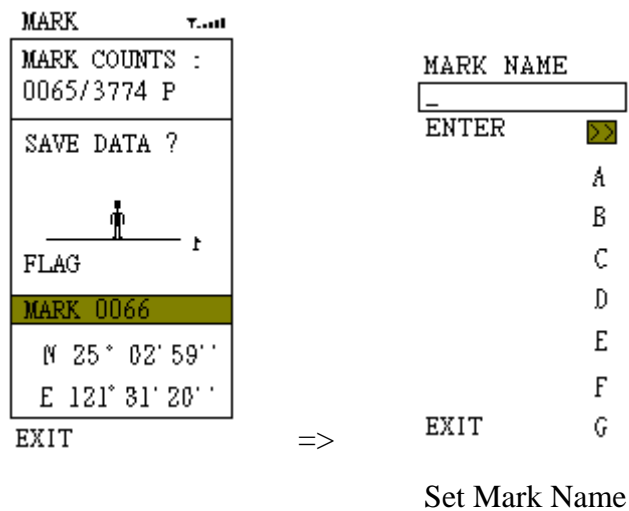 MARK
MARK COUNTS :
0065/3774 P
SAVE DATA ?
FLAG
MARK 0066
N 25° 02' 59''
E 121° 31' 20''
EXIT
=>
MARK NAME
_
ENTER >>
A
B
C
D
E
F
EXIT G
Set Mark Name